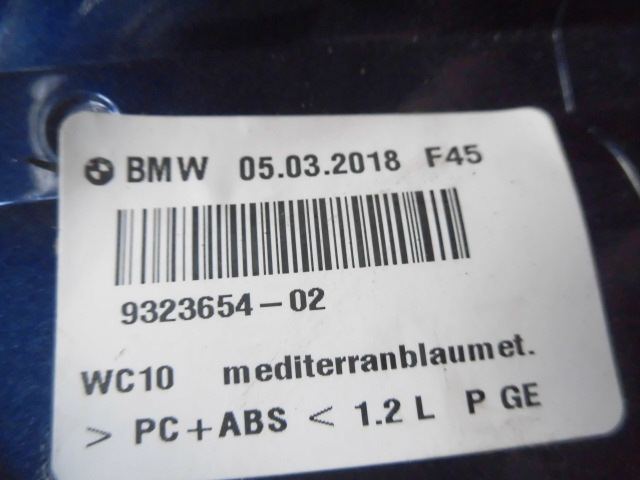 BMW 05.03.2018 F45
9323654-02
WC10 mediterranblaumet.
> PC+ABS < 1.2 L P GE